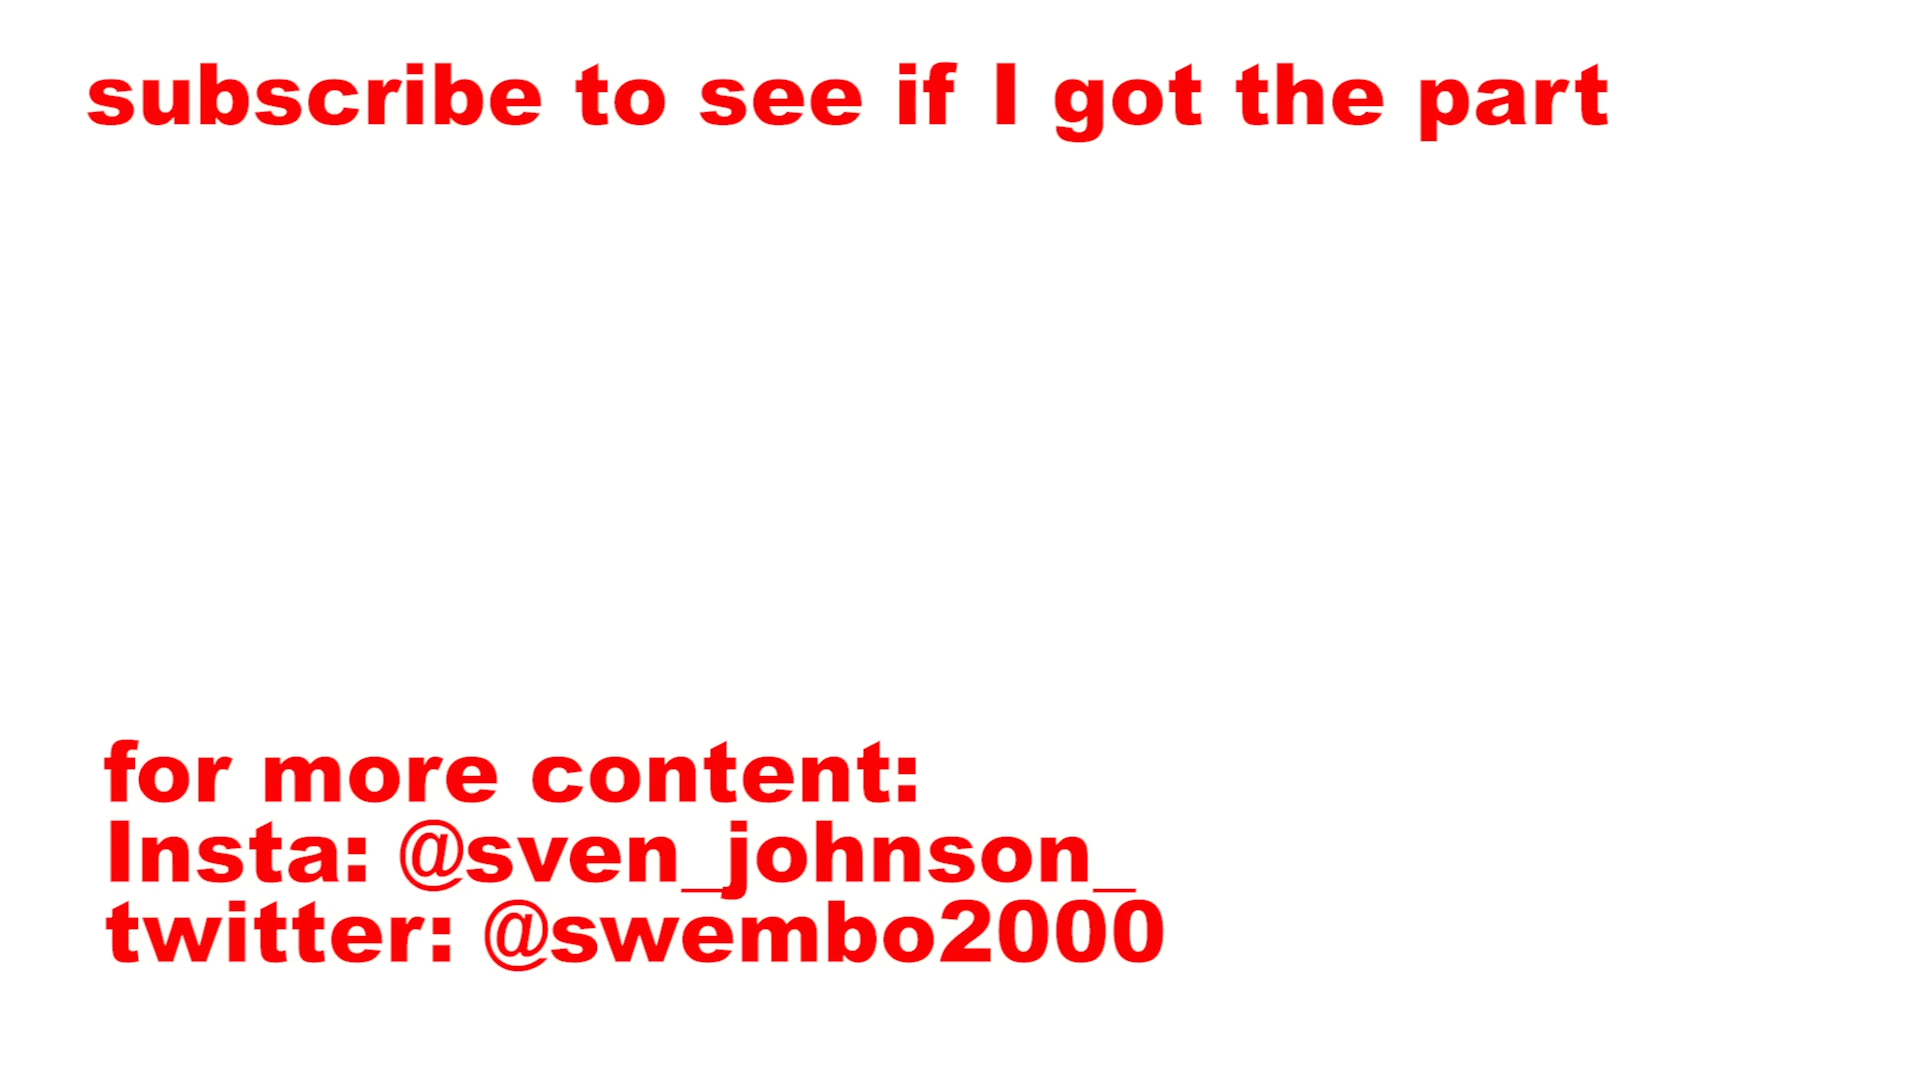 subscribe to see if I got the part
for more content:
Insta: @sven_johnson_
twitter: @swembo2000